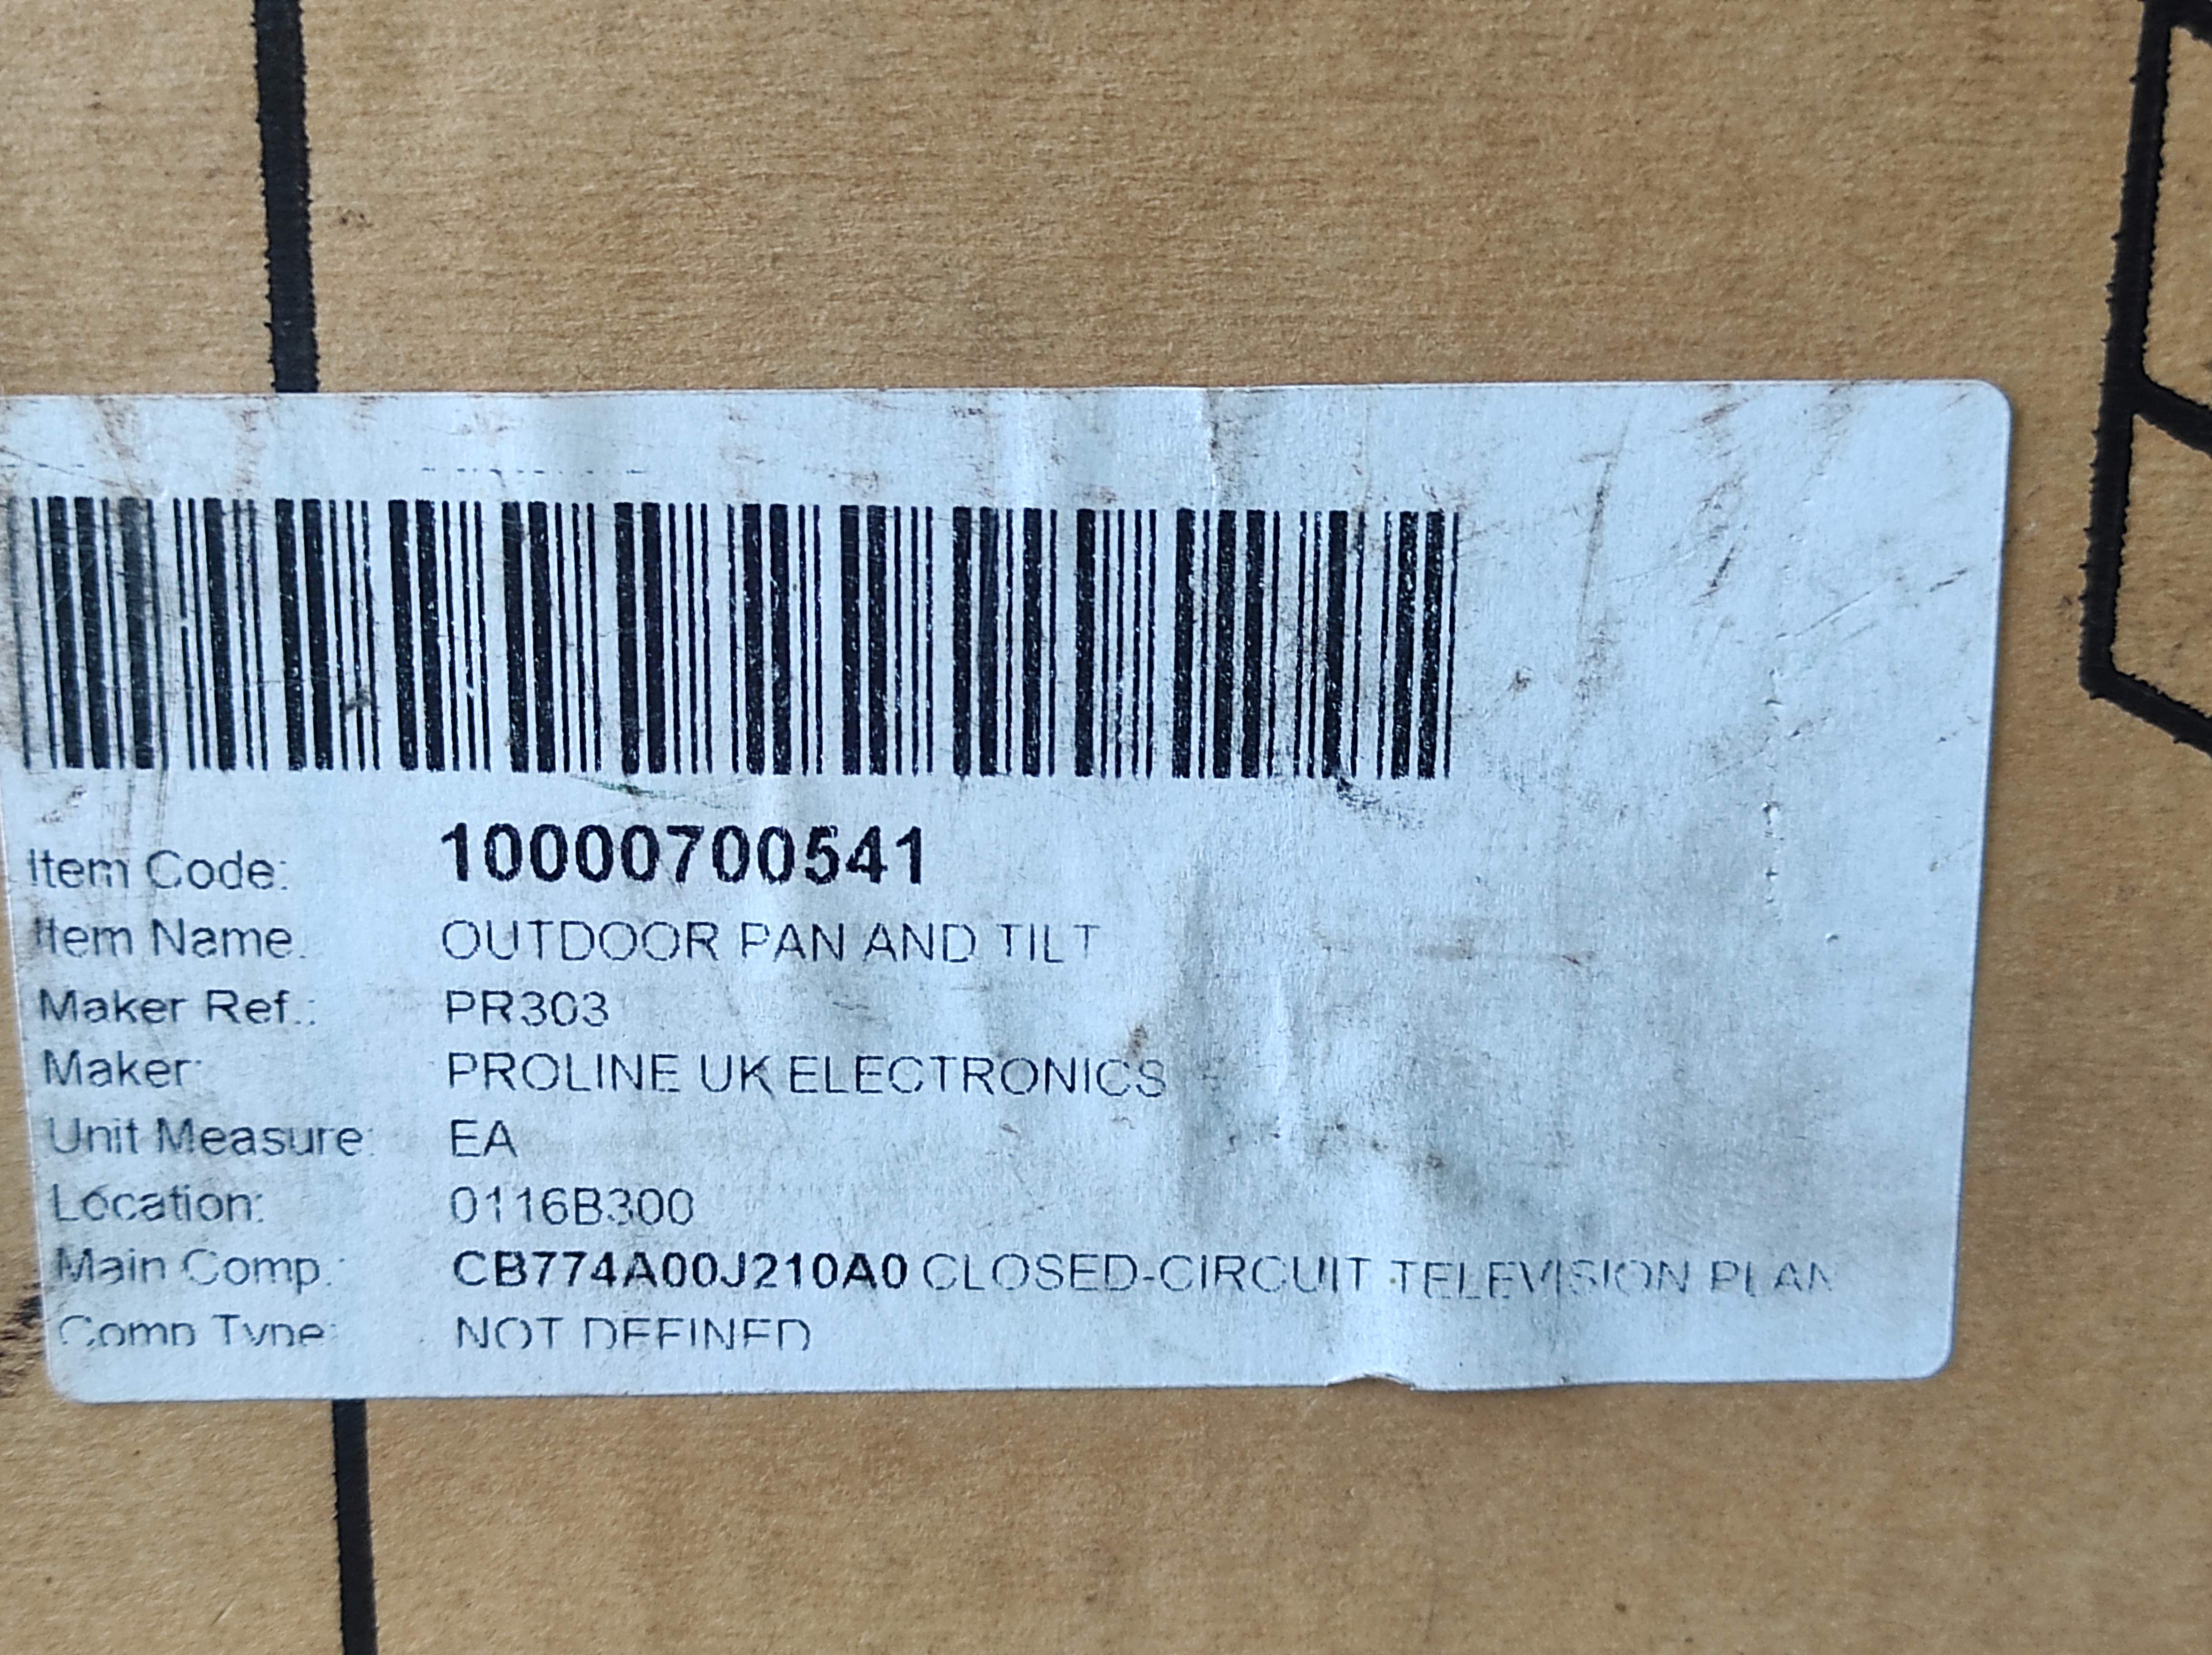 Item Code: 10000700541
Item Name: OUTDOOR PAN AND TILT
Maker Ref.: PR303
Maker: PROLINE UK ELECTRONICS
Unit Measure: EA
Location: 0116B300
Main Comp.: CB774A00J210A0 CLOSED-CIRCUIT TELEVISION PLAN
Comp Type: NOT DEFINED